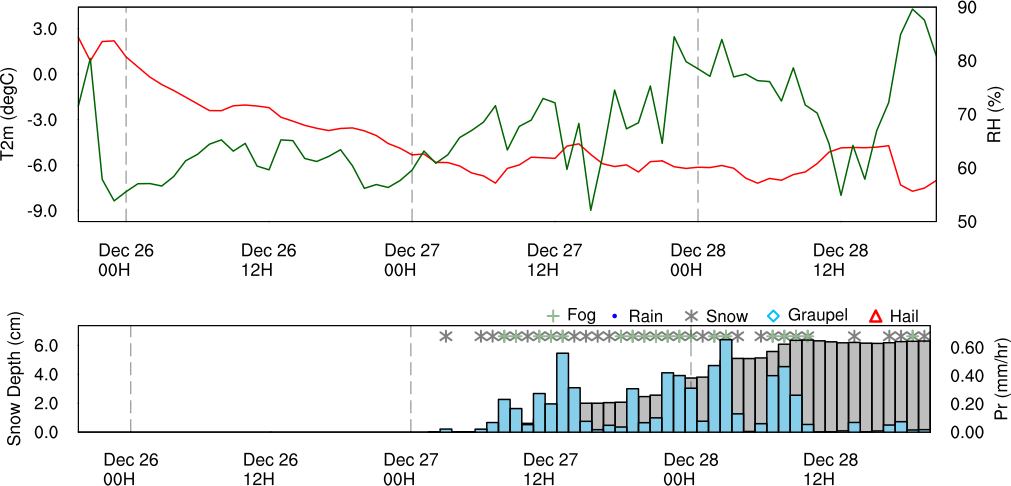 3.0
0.0
-3.0
-6.0
-9.0
T2m (degC)
90
80
70
60
50
RH (%)
Dec 26 Dec 26 Dec 27 Dec 27 Dec 28 Dec 28
00H 12H 00H 12H 00H 12H
Fog Rain Snow Graupel Hail
6.0
4.0
2.0
0.0
Snow Depth (cm)
0.60
0.40
0.20
0.00
Pr (mm/hr)
Dec 26 Dec 26 Dec 27 Dec 27 Dec 28 Dec 28
00H 12H 00H 12H 00H 12H